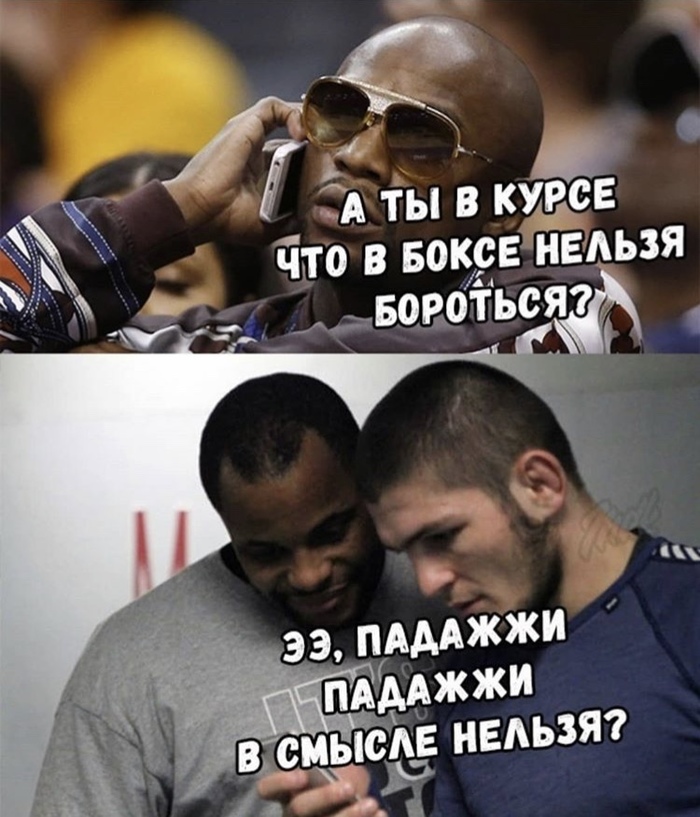 А ТЫ В КУРСЕ
ЧТО В БОКСЕ НЕЛЬЗЯ
БОРОТЬСЯ?
ЭЭ, ПАДАЖЖИ
ПАДАЖЖИ
В СМЫСЛЕ НЕЛЬЗЯ?